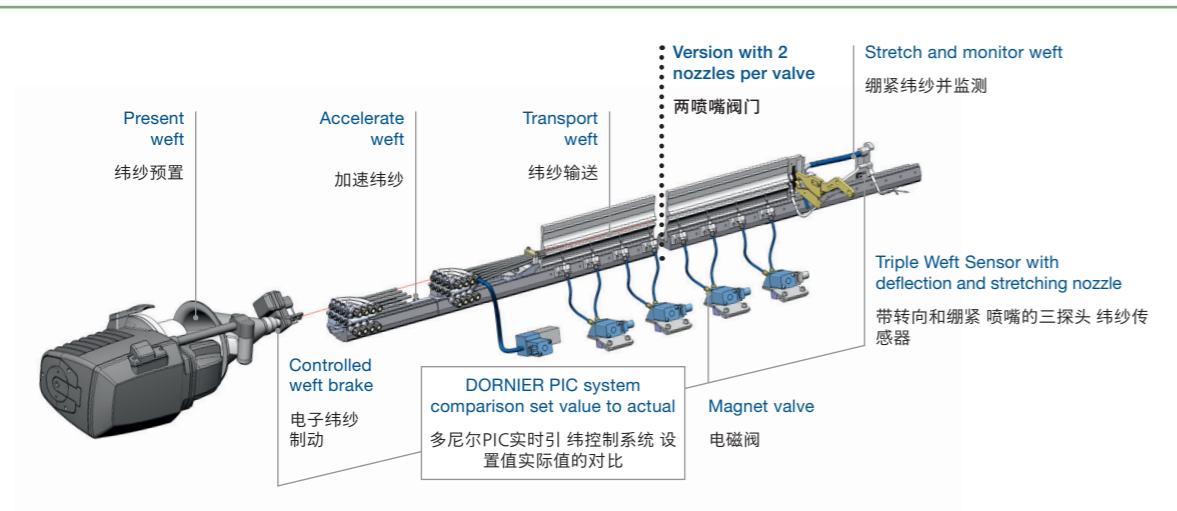 Present
weft
纬纱预置
Accelerate
weft
加速纬纱
Transport
weft
纬纱输送
Version with 2
nozzles per valve
两喷嘴阀门
Stretch and monitor weft
绷紧纬纱并监测
Triple Weft Sensor with
deflection and stretching nozzle
带转向和绷紧 喷嘴的三探头 纬纱传
感器
Controlled
weft brake
电子纬纱
制动
DORNIER PIC system
comparison set value to actual
多尼尔PIC实时引 纬控制系统 设
置值实际值的对比
Magnet valve
电磁阀